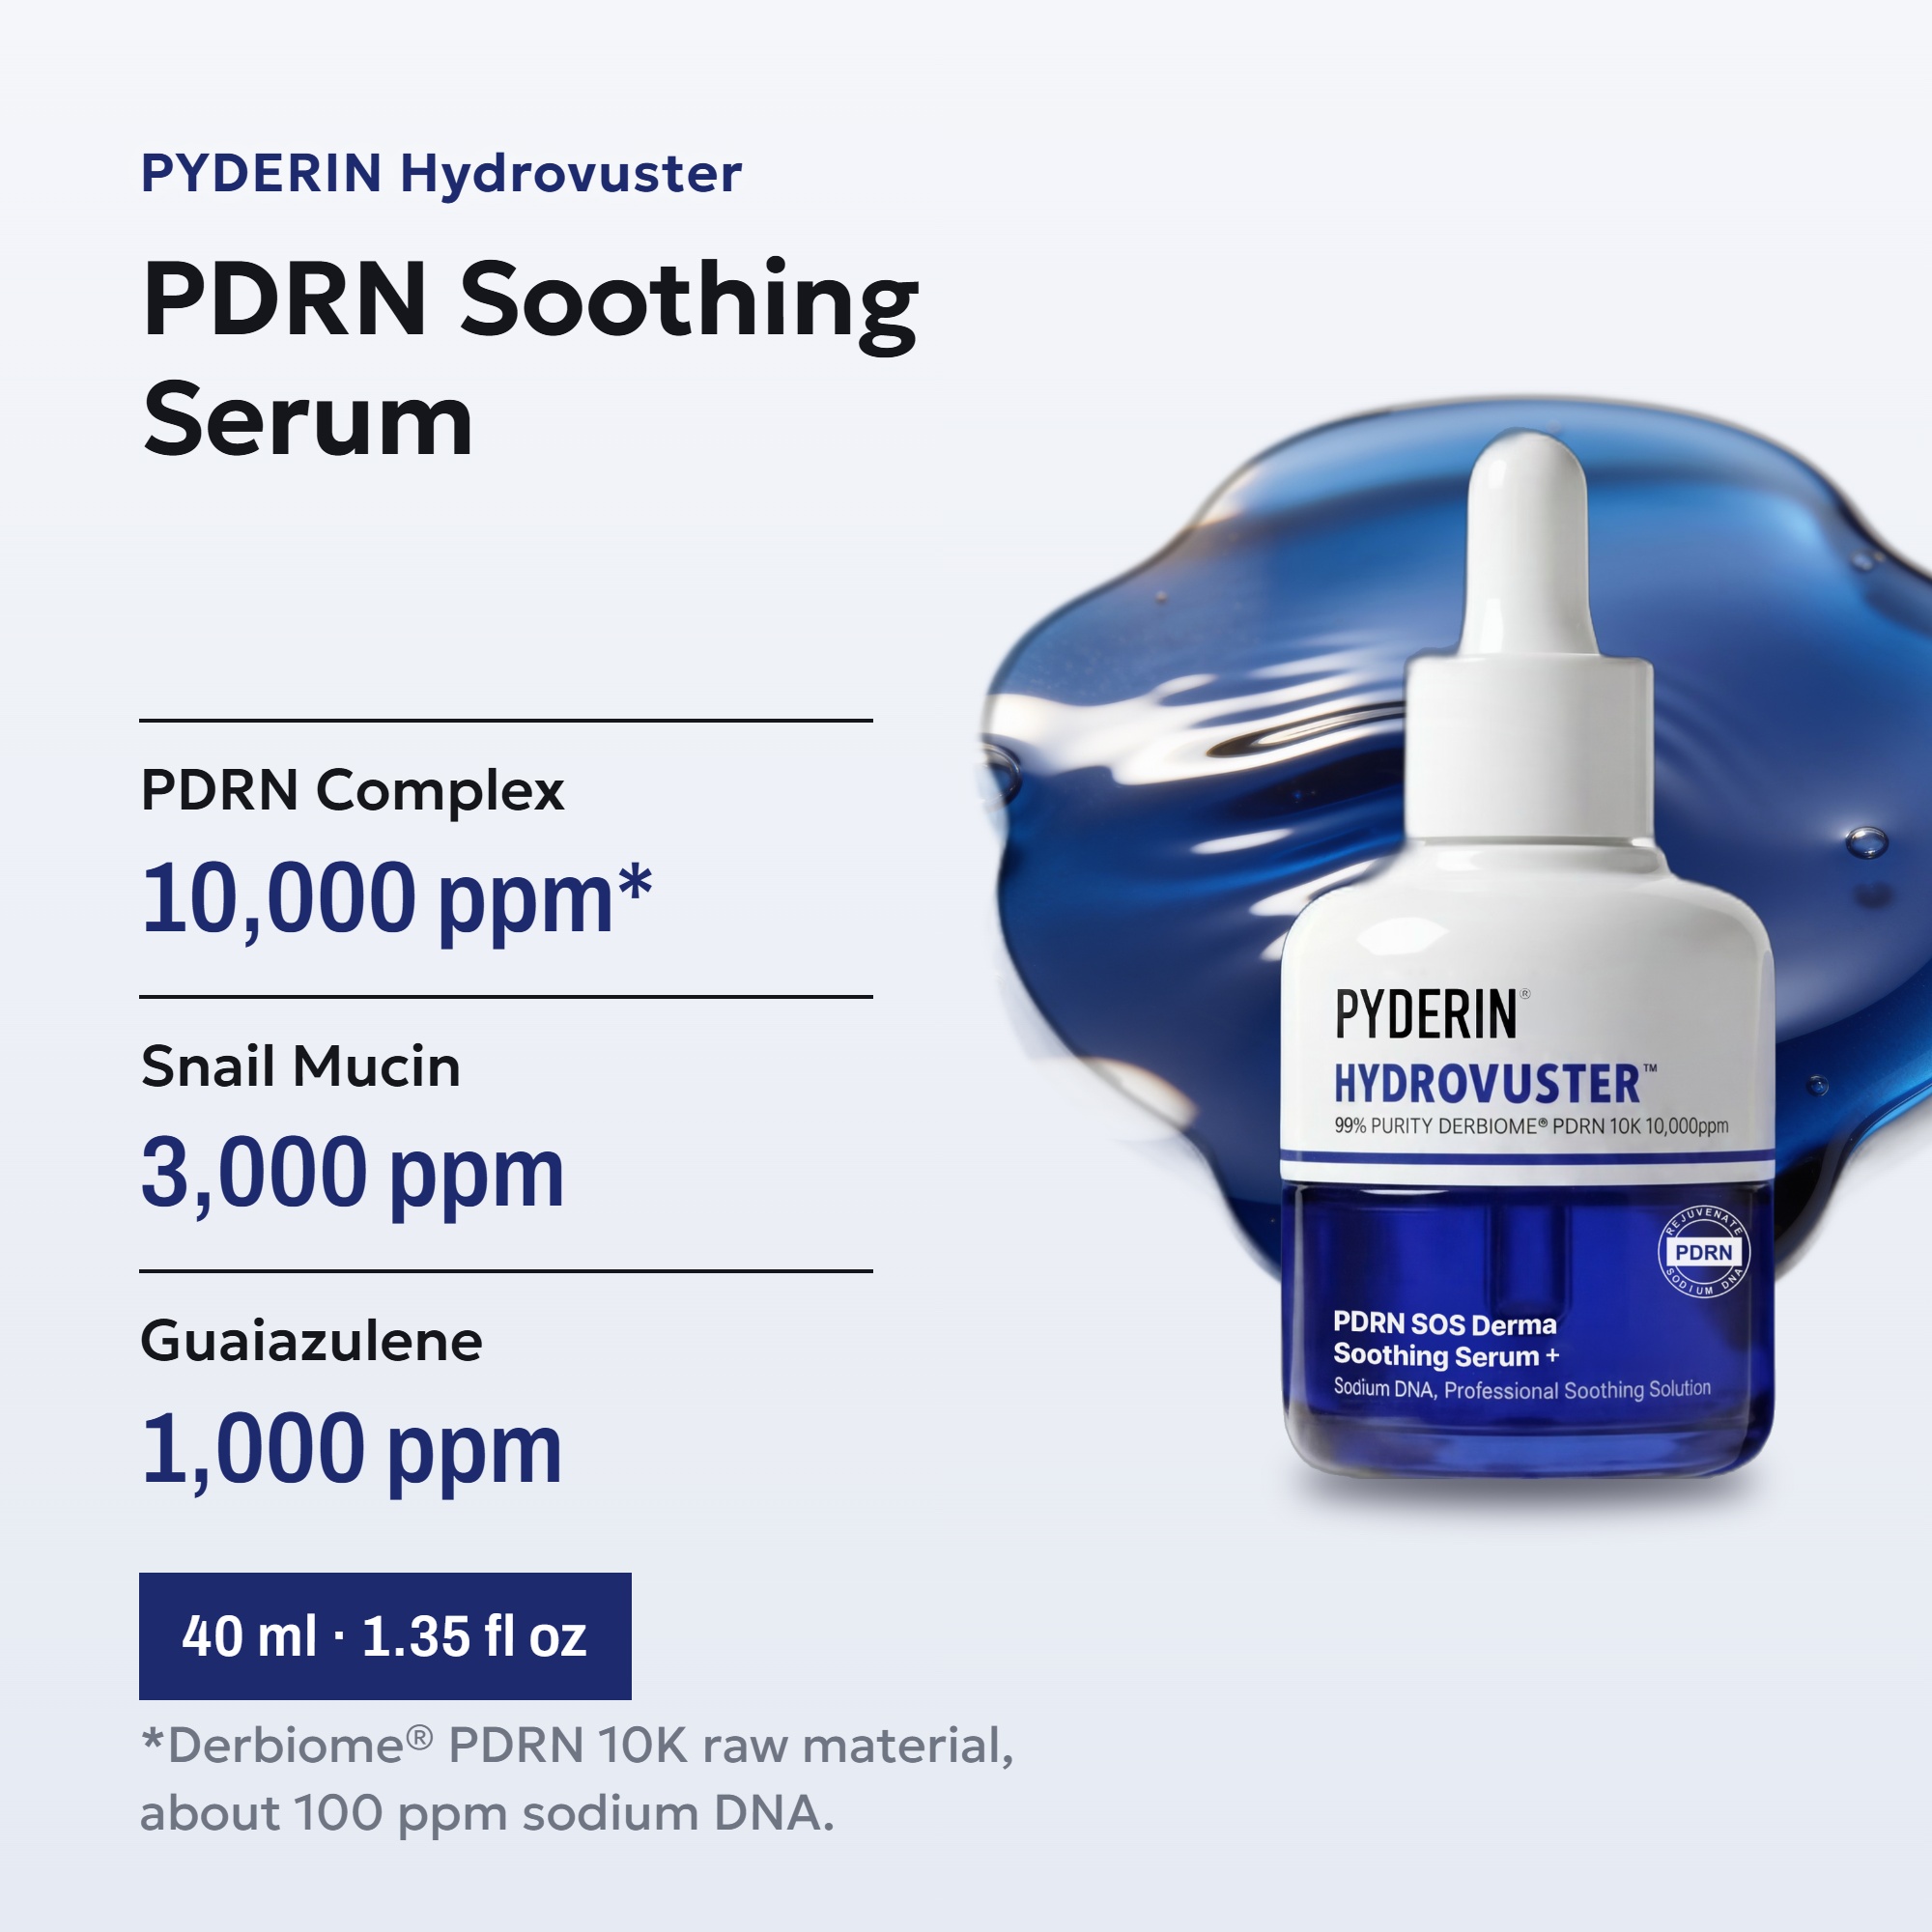 PYDERIN Hydrovuster
PDRN Soothing
Serum
PDRN Complex
10,000 ppm*
Snail Mucin
3,000 ppm
Guaiazulene
1,000 ppm
40 ml · 1.35 fl oz
*Derbiome® PDRN 10K raw material,
about 100 ppm sodium DNA.
PYDERIN®
HYDROVUSTER™
99% PURITY DERBIOME® PDRN 10K 10,000ppm
REJUVENATE
PDRN
SODIUM DNA
PDRN SOS Derma
Soothing Serum +
Sodium DNA, Professional Soothing Solution